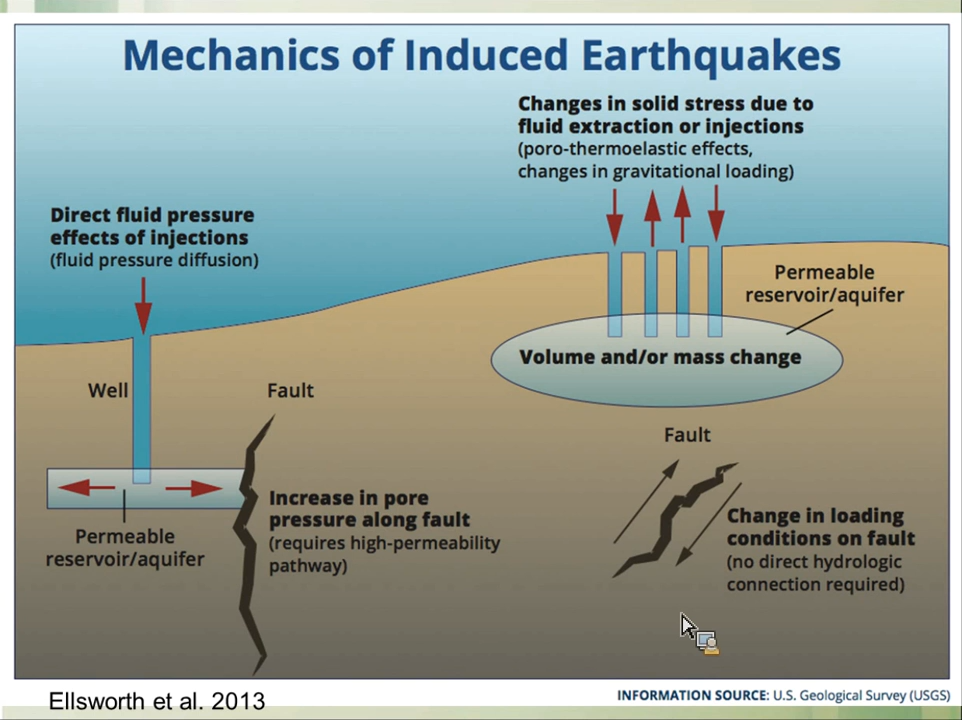 Mechanics of Induced Earthquakes
Changes in solid stress due to
fluid extraction or injections
(poro-thermoelastic effects,
changes in gravitational loading)
Direct fluid pressure
effects of injections
(fluid pressure diffusion)
Permeable
reservoir/aquifer
Volume and/or mass change
Well
Fault
Fault
Increase in pore
pressure along fault
(requires high-permeability
pathway)
Change in loading
conditions on fault
(no direct hydrologic
connection required)
Permeable
reservoir/aquifer
Ellsworth et al. 2013
INFORMATION SOURCE: U.S. Geological Survey (USGS)